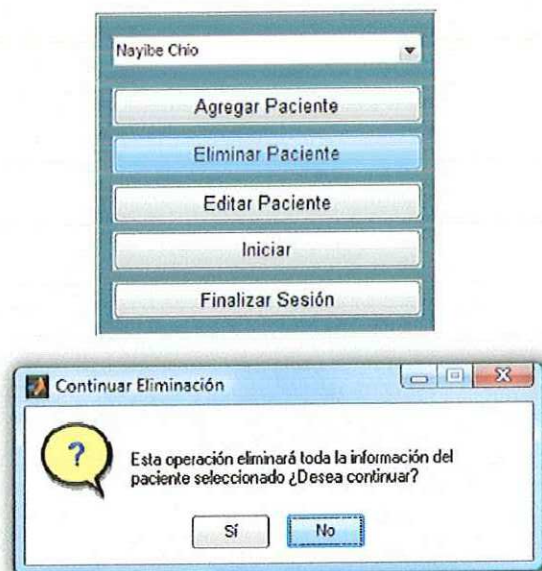 Nayibe Chio
Agregar Paciente
Eliminar Paciente
Editar Paciente
Iniciar
Finalizar Sesión
Continuar Eliminación
?
Esta operación eliminará toda la información del
paciente seleccionado ¿Desea continuar?
Sí No